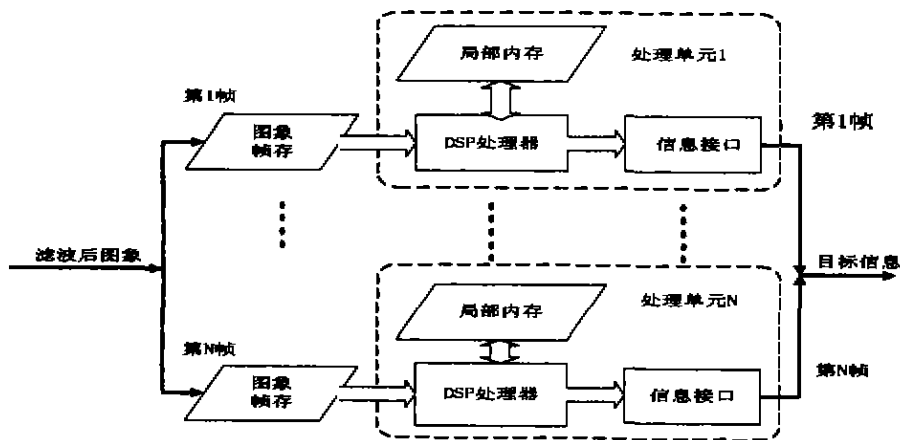 局部内存
处理单元1
第1帧
图象
帧存
DSP处理器
信息接口
第1帧
滤波后图象
目标信息
局部内存
处理单元N
第N帧
图象
帧存
DSP处理器
信息接口
第N帧